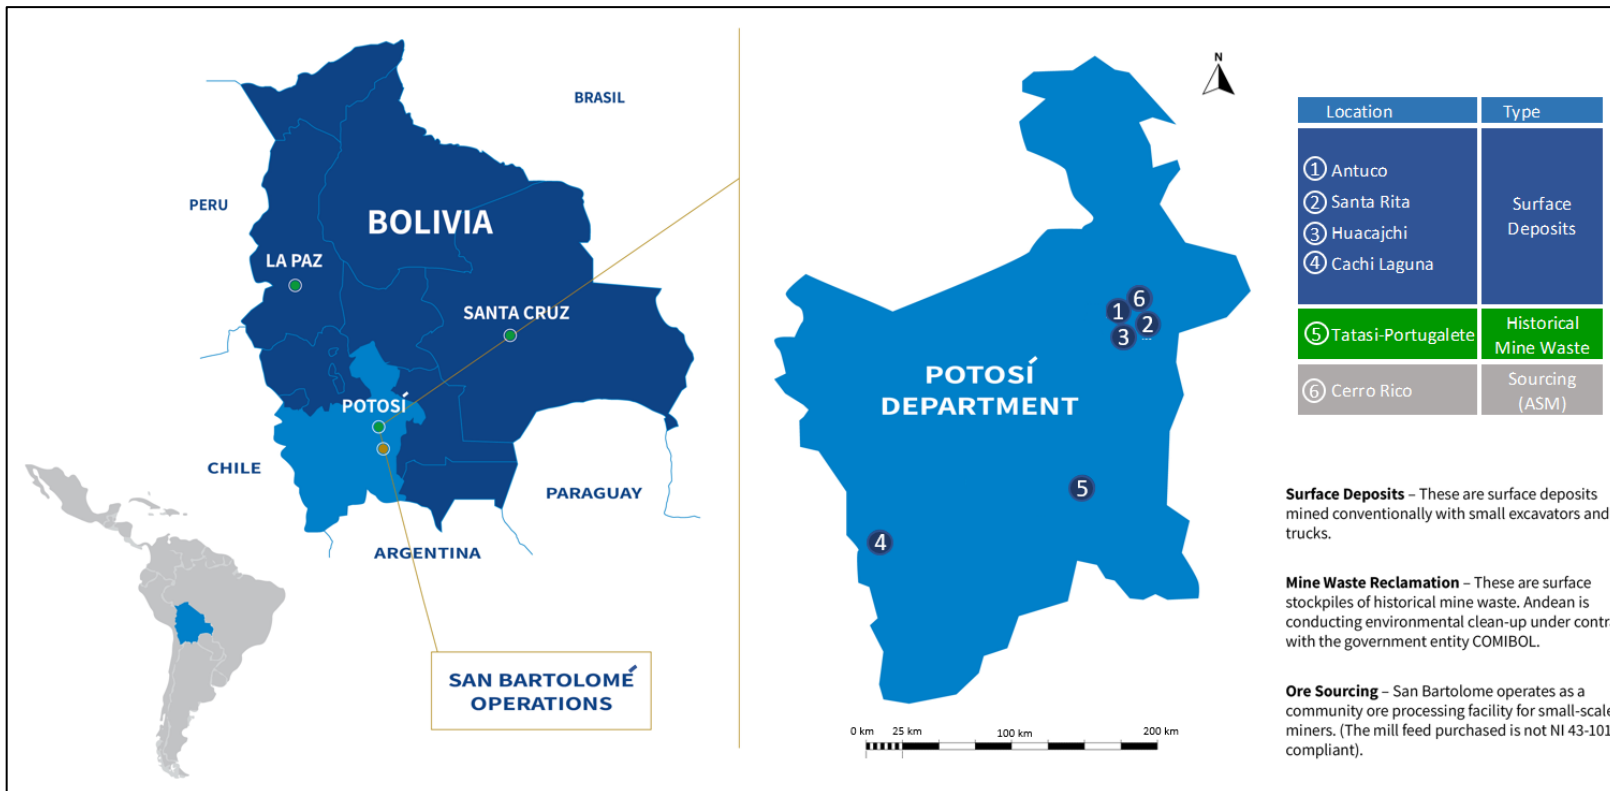 BRASIL
PERU
BOLIVIA
LA PAZ
SANTA CRUZ
POTOSÍ
CHILE
PARAGUAY
ARGENTINA
SAN BARTOLOMÉ
OPERATIONS
N
6
1
2
3
POTOSÍ
DEPARTMENT
5
4
0 km 25 km 100 km 200 km
Location Type
1 Antuco
2 Santa Rita
3 Huacajchi
4 Cachi Laguna
Surface
Deposits
5 Tatasi-Portugalete
Historical
Mine Waste
6 Cerro Rico
Sourcing
(ASM)
Surface Deposits – These are surface deposits
mined conventionally with small excavators and
trucks.
Mine Waste Reclamation – These are surface
stockpiles of historical mine waste. Andean is
conducting environmental clean-up under contr
with the government entity COMIBOL.
Ore Sourcing – San Bartolome operates as a
community ore processing facility for small-scale
miners. (The mill feed purchased is not NI 43-101
compliant).